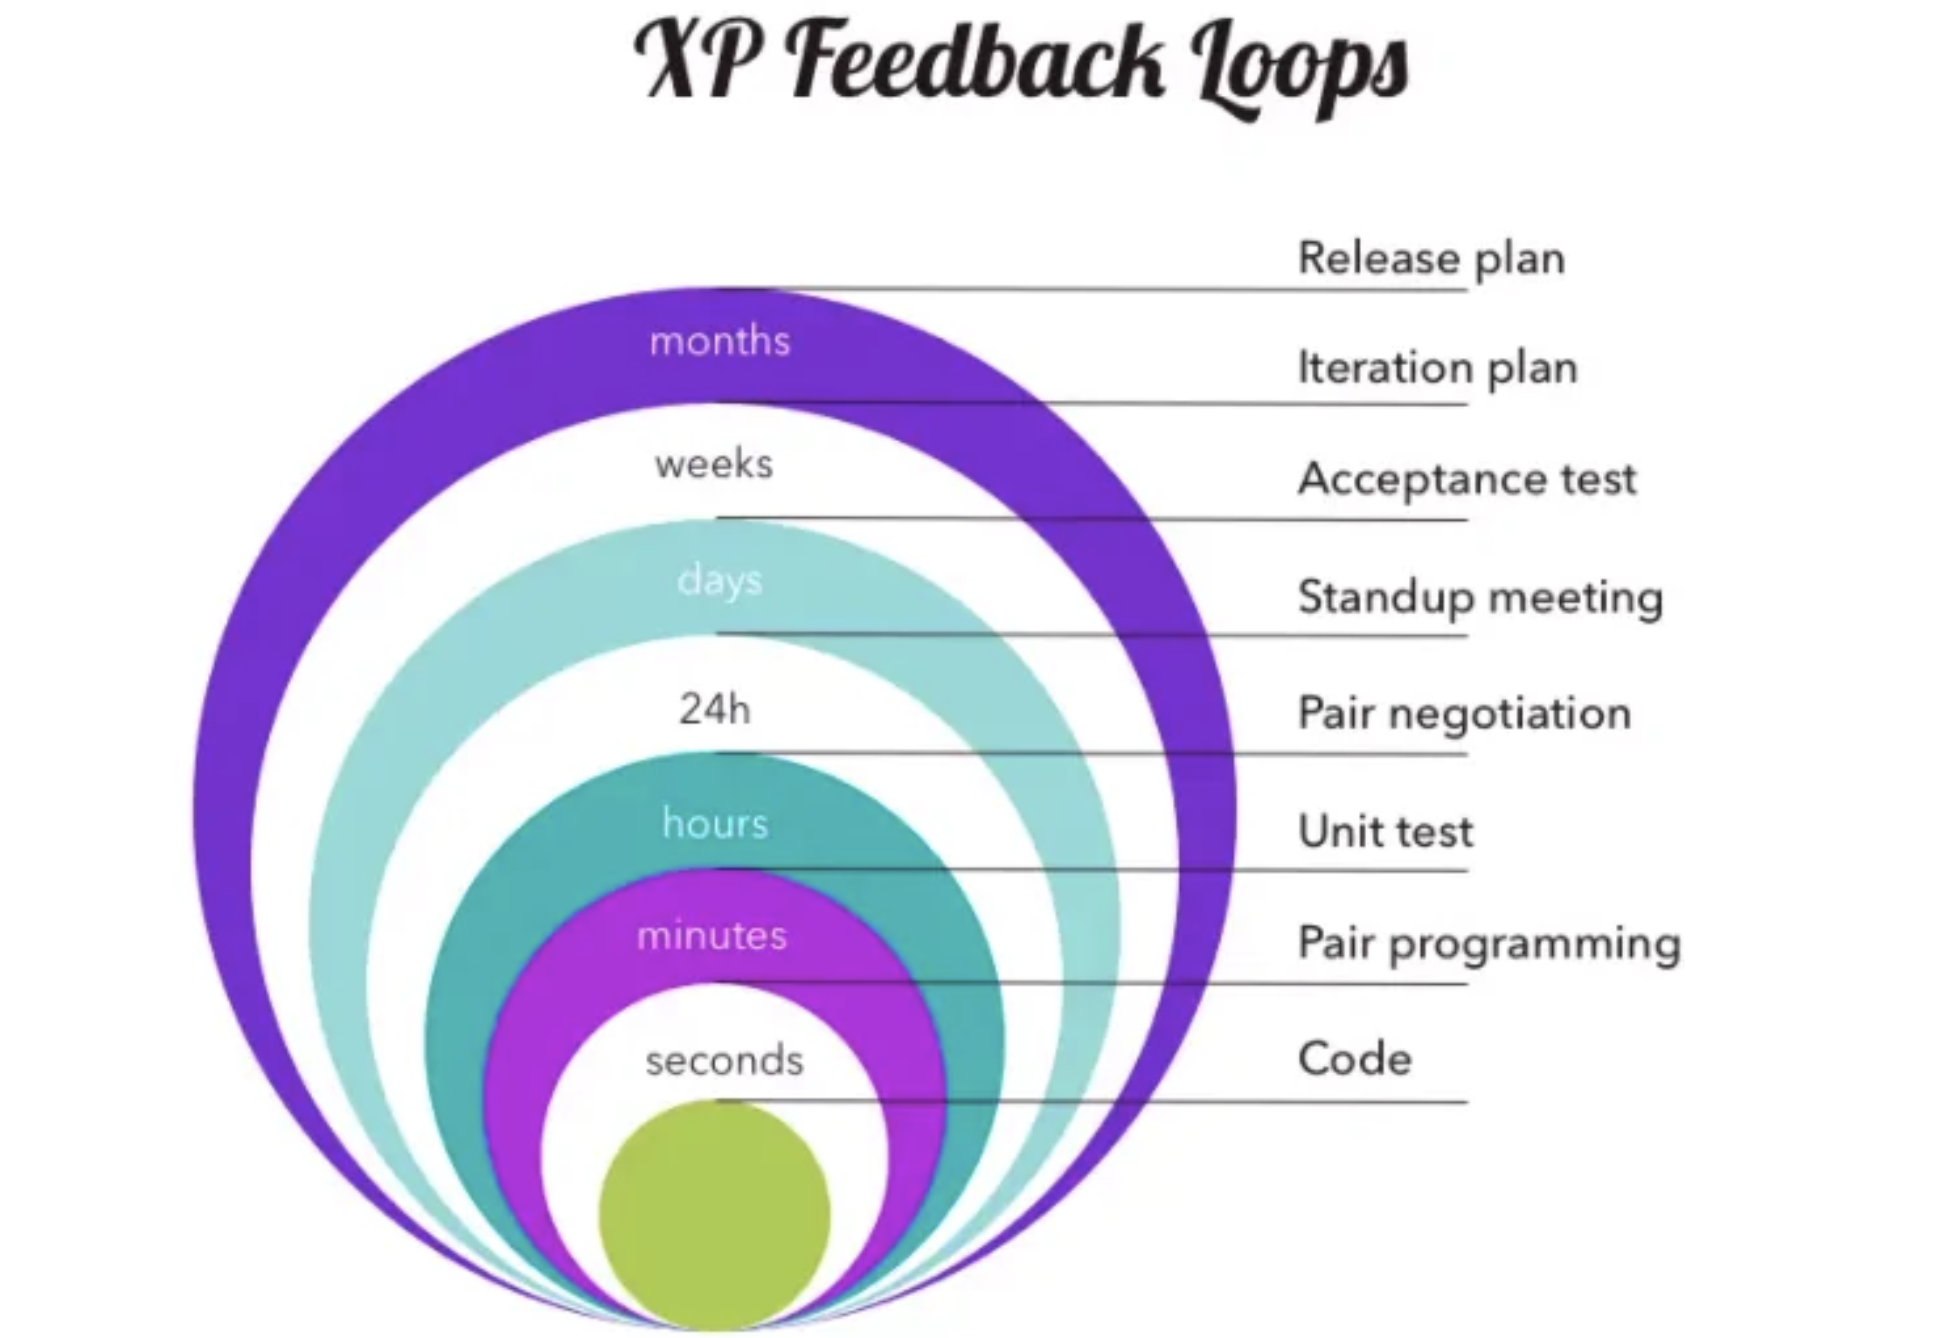 XP Feedback Loops
Release plan
months
Iteration plan
weeks
Acceptance test
days
Standup meeting
24h
Pair negotiation
hours
Unit test
minutes
Pair programming
seconds
Code